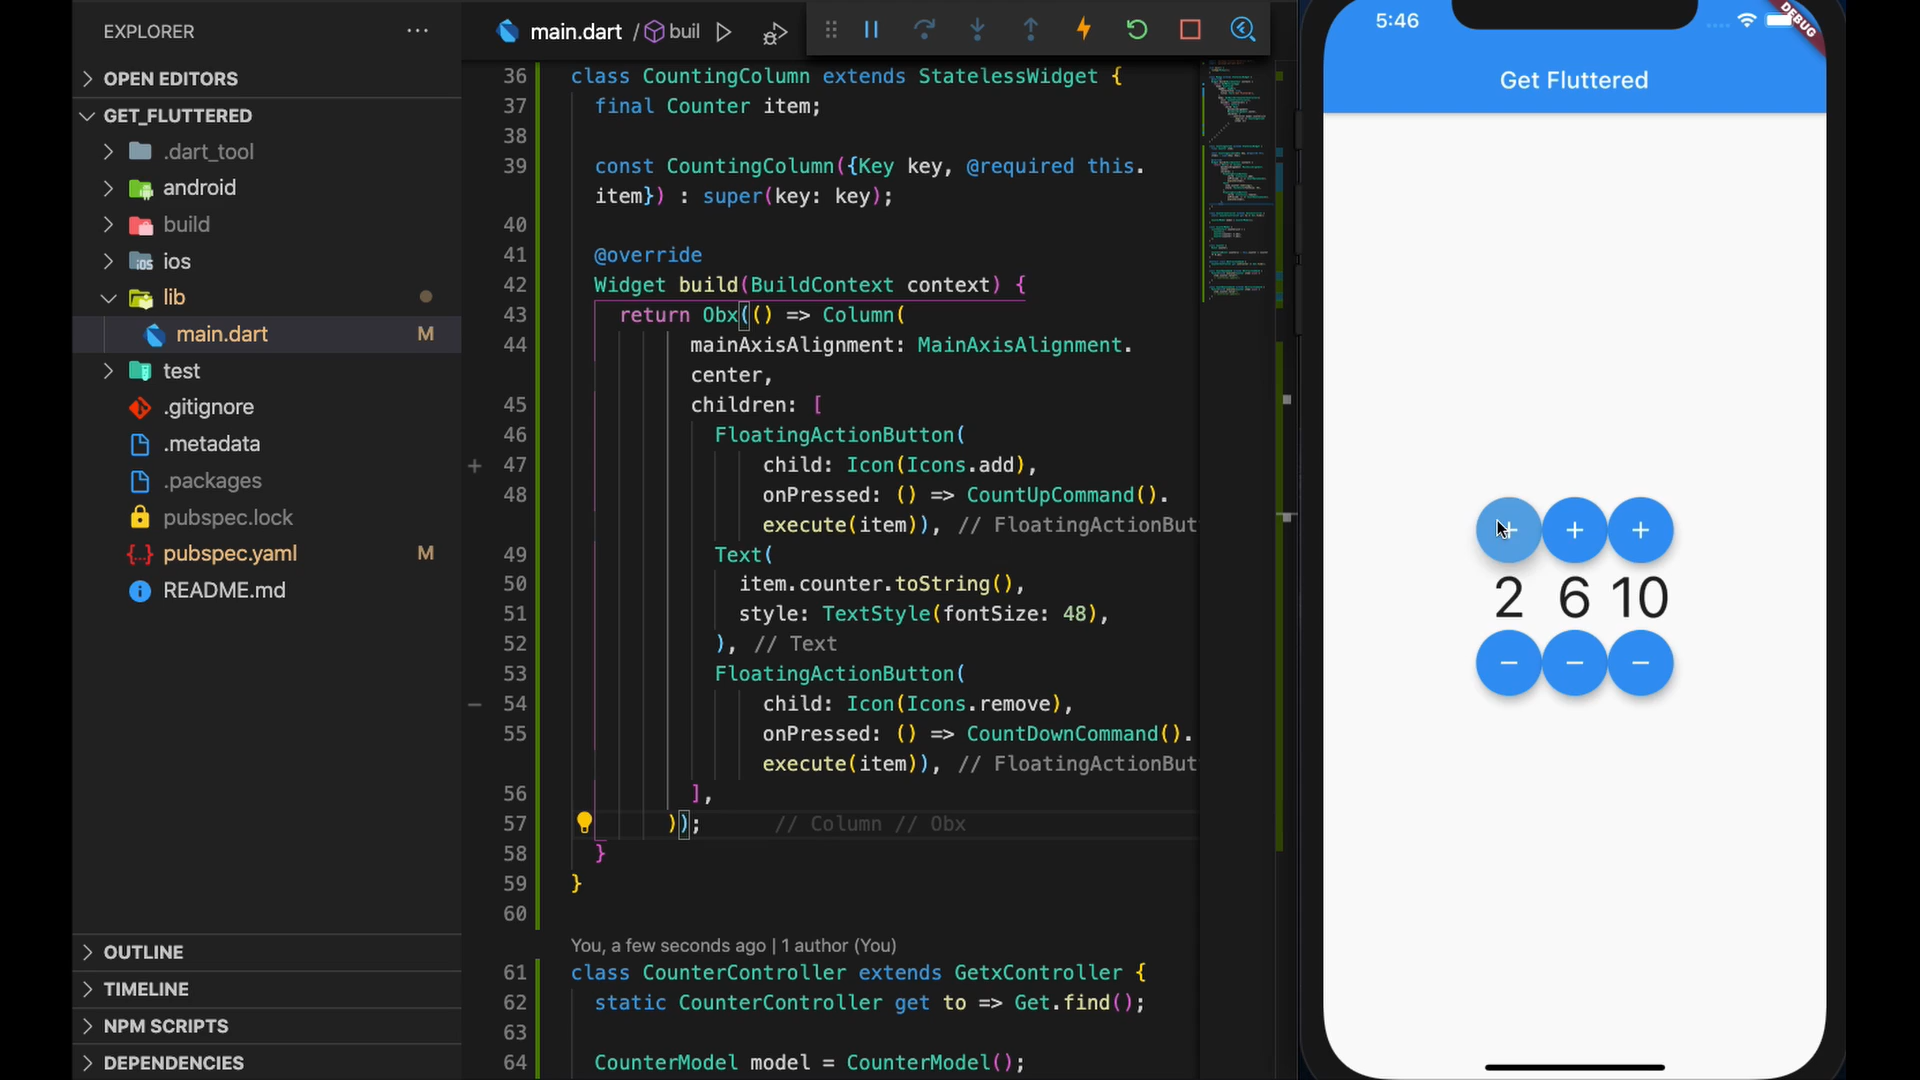 EXPLORER
OPEN EDITORS
GET_FLUTTERED
.dart_tool
android
build
ios
lib
main.dart M
test
.gitignore
.metadata
.packages
pubspec.lock
pubspec.yaml M
README.md
OUTLINE
TIMELINE
NPM SCRIPTS
DEPENDENCIES
main.dart / buil
36 class CountingColumn extends StatelessWidget {
37 final Counter item;
38
39 const CountingColumn({Key key, @required this.
item}) : super(key: key);
40
41 @override
42 Widget build(BuildContext context) {
43 return Obx(() => Column(
44 mainAxisAlignment: MainAxisAlignment.
center,
45 children: [
46 FloatingActionButton(
+ 47 child: Icon(Icons.add),
48 onPressed: () => CountUpCommand().
execute(item)), // FloatingActionBut
49 Text(
50 item.counter.toString(),
51 style: TextStyle(fontSize: 48),
52 ), // Text
53 FloatingActionButton(
− 54 child: Icon(Icons.remove),
55 onPressed: () => CountDownCommand().
execute(item)), // FloatingActionBut
56 ],
57 )); // Column // Obx
58 }
59 }
60
You, a few seconds ago | 1 author (You)
61 class CounterController extends GetxController {
62 static CounterController get to => Get.find();
63
64 CounterModel model = CounterModel();
5:46
DEBUG
Get Fluttered
+ + +
2 6 10
− − −